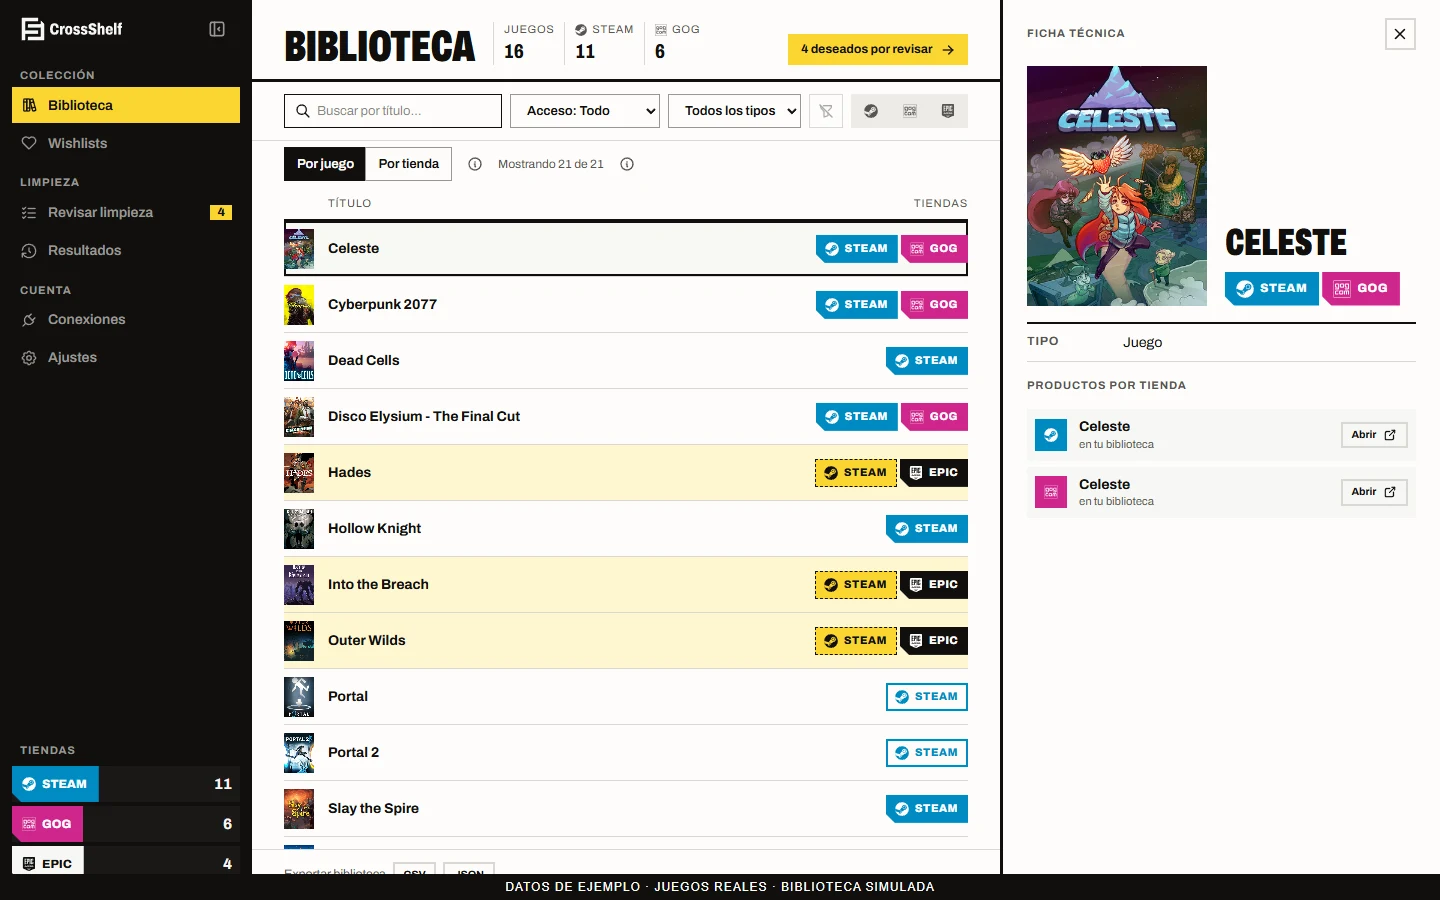 CrossShelf
COLECCIÓN
Biblioteca
Wishlists
LIMPIEZA
Revisar limpieza
4
Resultados
CUENTA
Conexiones
Ajustes
TIENDAS
STEAM
11
GOG
6
EPIC
4
BIBLIOTECA
JUEGOS
16
STEAM
11
GOG
6
4 deseados por revisar
Buscar por título...
Acceso: Todo
Todos los tipos
Por juego
Por tienda
Mostrando 21 de 21
TÍTULO
TIENDAS
Celeste
STEAM
GOG
Cyberpunk 2077
STEAM
GOG
Dead Cells
STEAM
Disco Elysium - The Final Cut
STEAM
GOG
Hades
STEAM
EPIC
Hollow Knight
STEAM
Into the Breach
STEAM
EPIC
Outer Wilds
STEAM
EPIC
Portal
STEAM
Portal 2
STEAM
Slay the Spire
STEAM
Exportar biblioteca
CSV
JSON
FICHA TÉCNICA
CELESTE
CELESTE
STEAM
GOG
TIPO
Juego
PRODUCTOS POR TIENDA
Celeste
en tu biblioteca
Abrir
Celeste
en tu biblioteca
Abrir
DATOS DE EJEMPLO · JUEGOS REALES · BIBLIOTECA SIMULADA